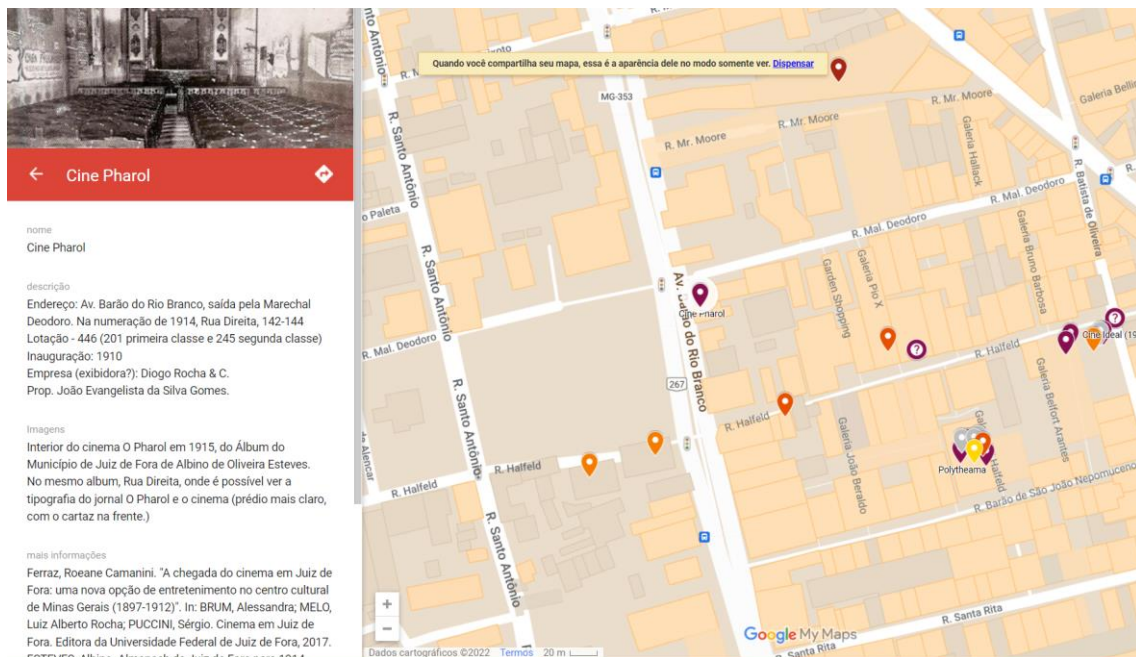 Cine Pharol
nome
Cine Pharol
descrição
Endereço: Av. Barão do Rio Branco, saída pela Marechal
Deodoro. Na numeração de 1914, Rua Direita, 142-144
Lotação - 446 (201 primeira classe e 245 segunda classe)
Inauguração: 1910
Empresa (exibidora?): Diogo Rocha & C.
Prop. João Evangelista da Silva Gomes.
Imagens
Interior do cinema O Pharol em 1915, do Álbum do
Município de Juiz de Fora de Albino de Oliveira Esteves.
No mesmo album, Rua Direita, onde é possível ver a
tipografia do jornal O Pharol e o cinema (prédio mais claro,
com o cartaz na frente.)
mais informações
Ferraz, Roeane Camanini. "A chegada do cinema em Juiz de
Fora: uma nova opção de entretenimento no centro cultural
de Minas Gerais (1897-1912)". In: BRUM, Alessandra; MELO,
Luiz Alberto Rocha; PUCCINI, Sérgio. Cinema em Juiz de
Fora. Editora da Universidade Federal de Juiz de Fora, 2017.
Quando você compartilha seu mapa, essa é a aparência dele no modo somente ver. Dispensar
MG-353
R. Mr. Moore
R. Mr. Moore
R. Mr. Moore
Galeria Hallack
R. Batista de Oliveira
R. Santo Antônio
R. Santo Antônio
R. Mal. Deodoro
R. Mal. Deodoro
Galeria Bruno Barbosa
Galeria Pio X
Garden Shopping
Cine Pharol
Av. Barão do Rio Branco
R. Mal. Deodoro
R. Halfeld
Cine Ideal (19
267
R. Santo Antônio
R. Halfeld
Galeria Belfort Arantes
Galeria João Beraldo
Polytheama
Halfeld
R. Halfeld
R. Halfeld
R. Barão de São João Nepomuceno
R. Santo Antônio
R. Santa Rita
R. Santa Rita
+
−
Google My Maps
Dados cartográficos ©2022 Termos 20 m